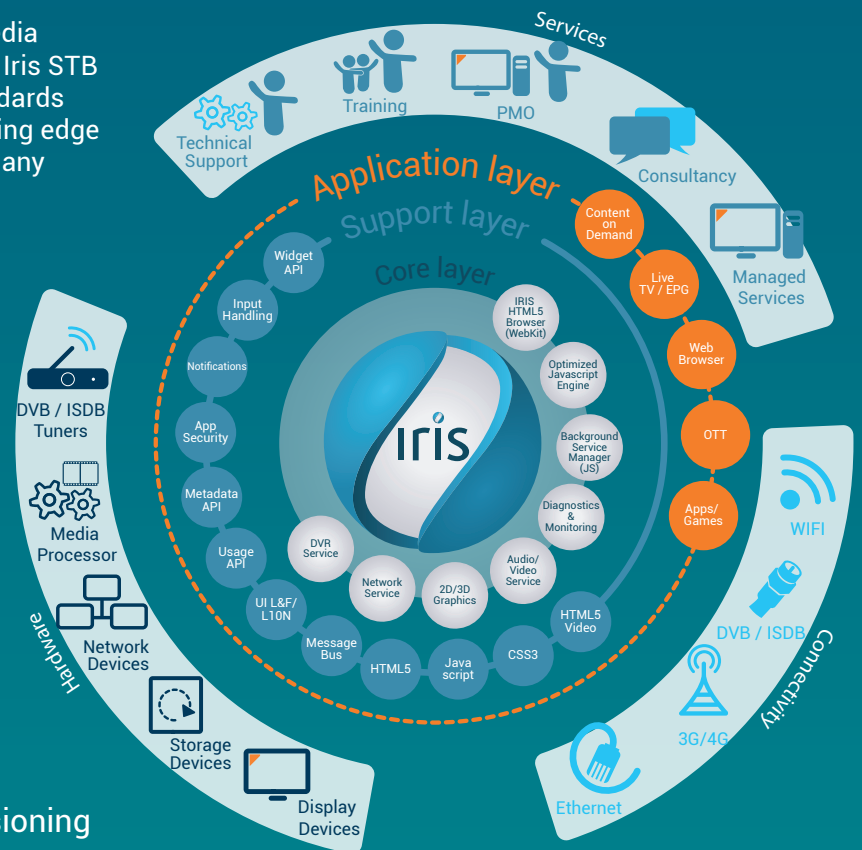 dia
Iris STB
dards
ing edge
any
Services
Technical
Support
Training
PMO
Consultancy
Managed
Services
Application layer
Support layer
Core layer
Content
on
Demand
Live
TV / EPG
Web
Browser
OTT
Apps/
Games
Widget
API
Input
Handling
Notifications
App
Security
Metadata
API
Usage
API
UI L&F/
L10N
Message
Bus
HTML5
Java
script
CSS3
HTML5
Video
IRIS
HTML5
Browser
(WebKit)
Optimized
Javascript
Engine
Background
Service
Manager
(JS)
Diagnostics
&
Monitoring
Audio/
Video
Service
2D/3D
Graphics
Network
Service
DVR
Service
ırıs
Hardware
DVB / ISDB
Tuners
Media
Processor
Network
Devices
Storage
Devices
Display
Devices
Connectivity
WIFI
DVB / ISDB
3G/4G
Ethernet
sioning